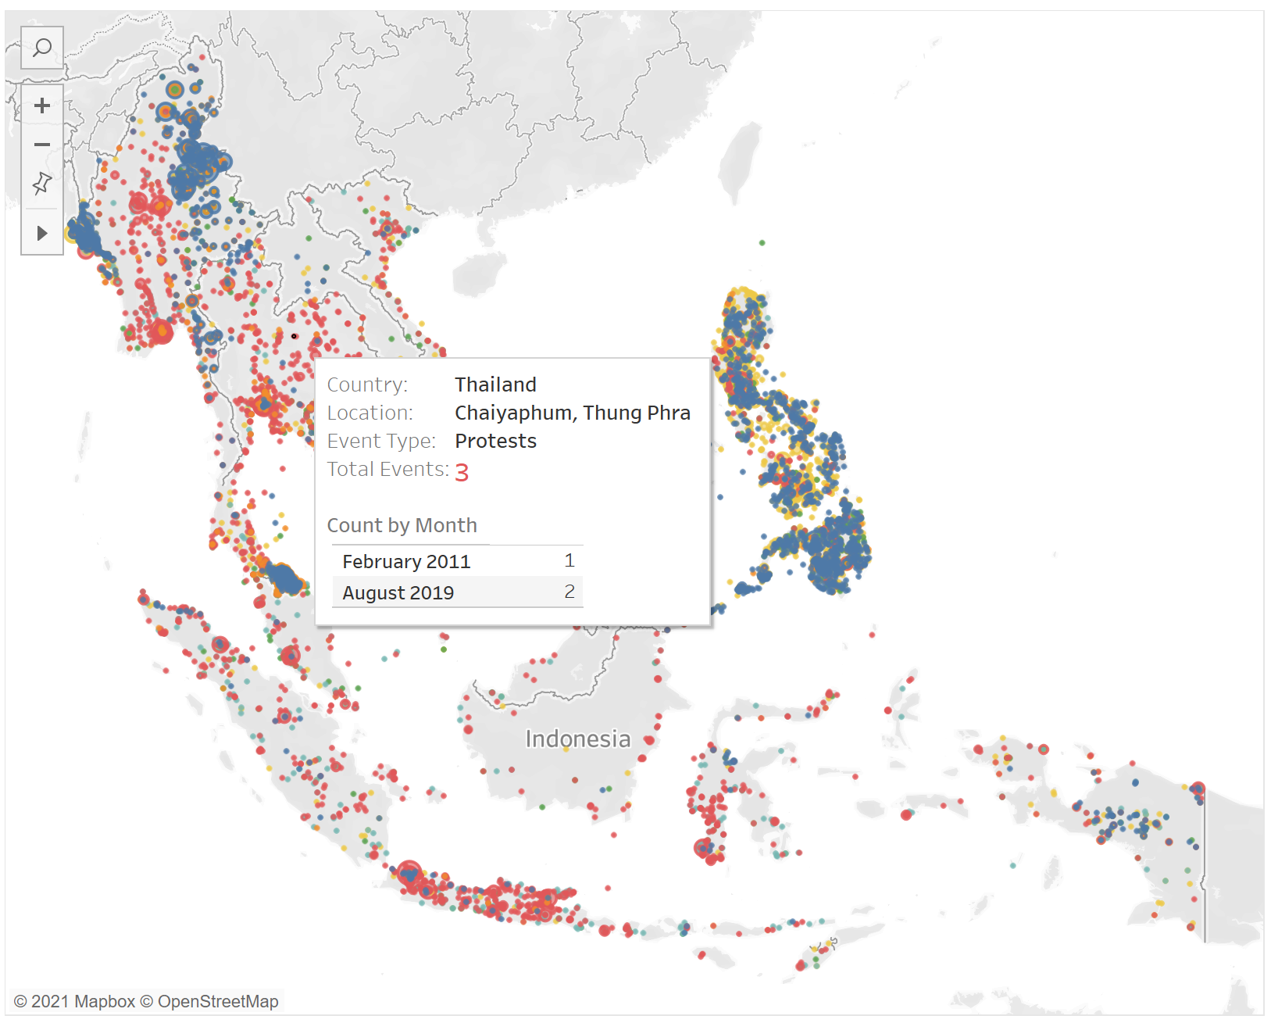 Country: Thailand
Location: Chaiyaphum, Thung Phra
Event Type: Protests
Total Events: 3
Count by Month
February 2011 1
August 2019 2
Indonesia
© 2021 Mapbox © OpenStreetMap